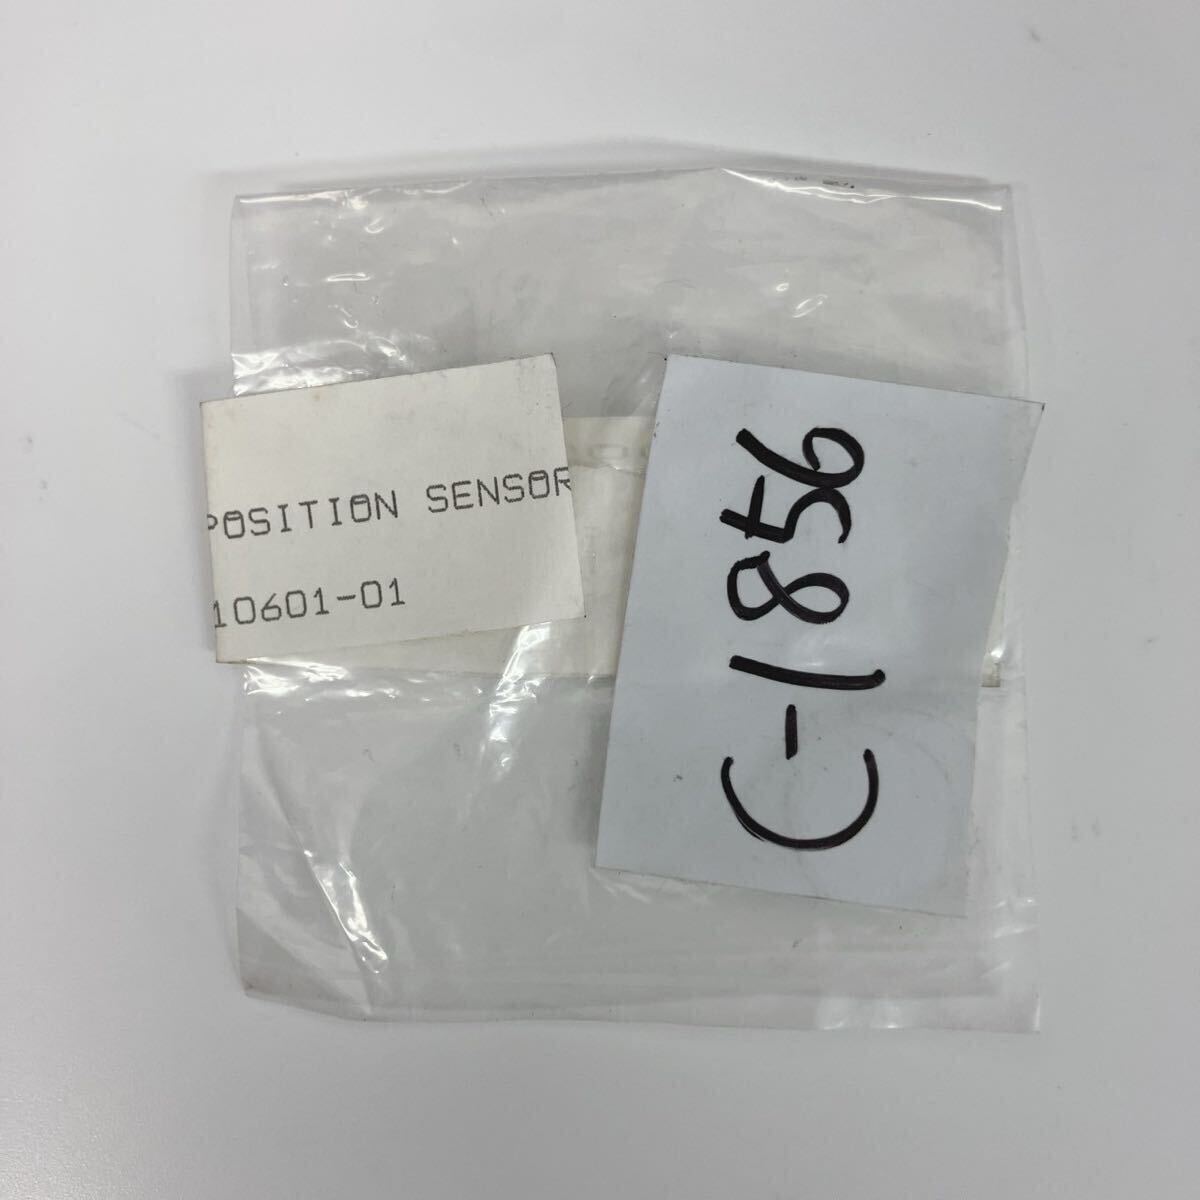 POSITION SENSOR
10601-01
C-1856